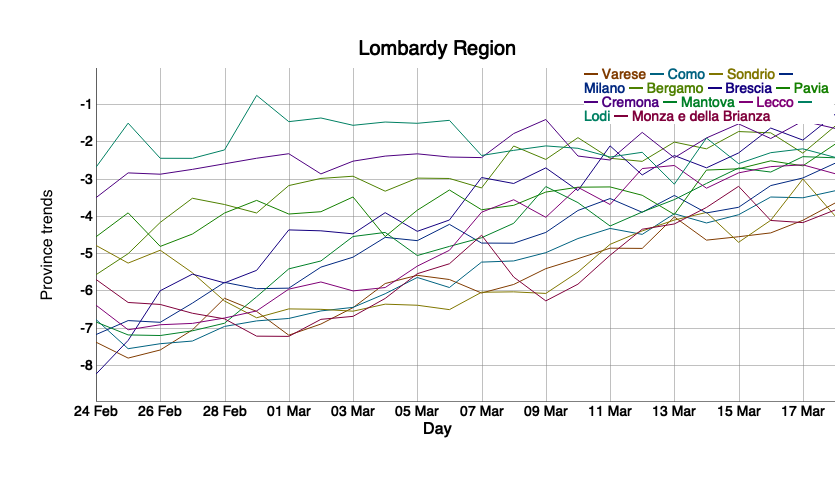 Lombardy Region
Varese Como Sondrio
Milano Bergamo Brescia Pavia
Cremona Mantova Lecco
Lodi Monza e della Brianza
Province trends
-1
-2
-3
-4
-5
-6
-7
-8
24 Feb 26 Feb 28 Feb 01 Mar 03 Mar 05 Mar 07 Mar 09 Mar 11 Mar 13 Mar 15 Mar 17 Mar
Day